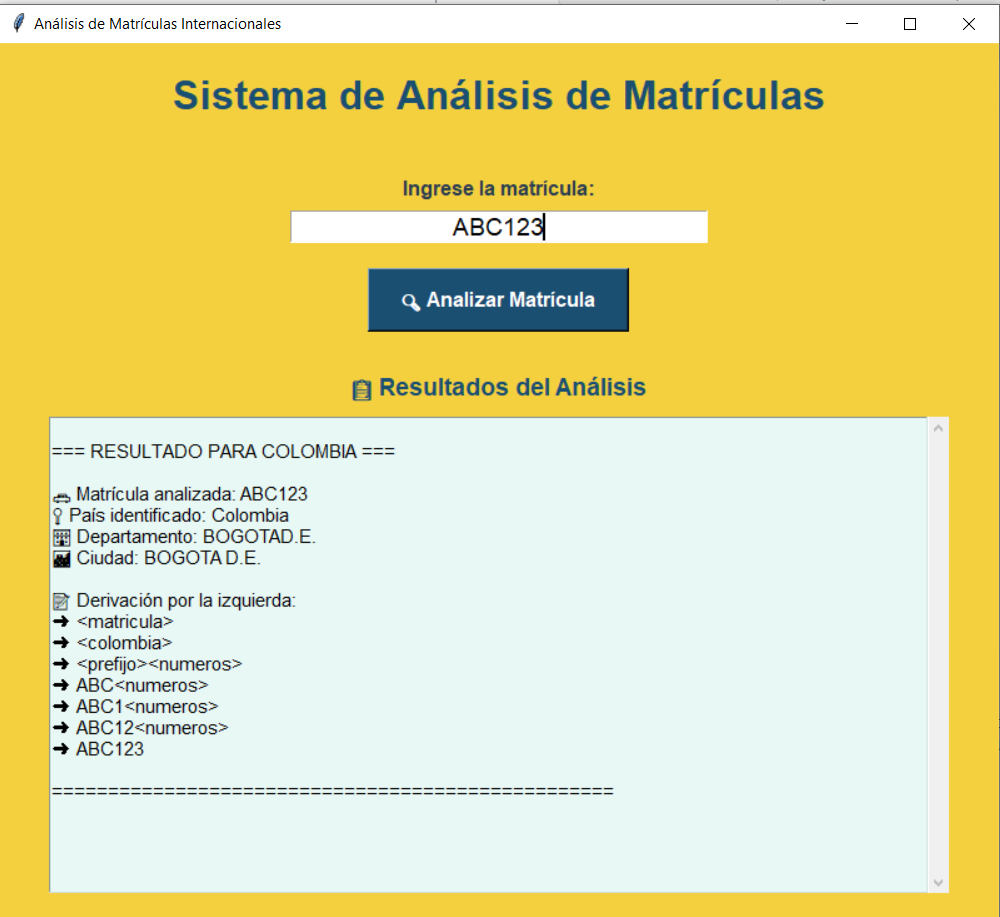 Análisis de Matrículas Internacionales
Sistema de Análisis de Matrículas
Ingrese la matrícula:
ABC123
Analizar Matrícula
Resultados del Análisis
=== RESULTADO PARA COLOMBIA ===
Matrícula analizada: ABC123
País identificado: Colombia
Departamento: BOGOTAD.E.
Ciudad: BOGOTA D.E.
Derivación por la izquierda:
➜ <matricula>
➜ <colombia>
➜ <prefijo><numeros>
➜ ABC<numeros>
➜ ABC1<numeros>
➜ ABC12<numeros>
➜ ABC123
==================================================